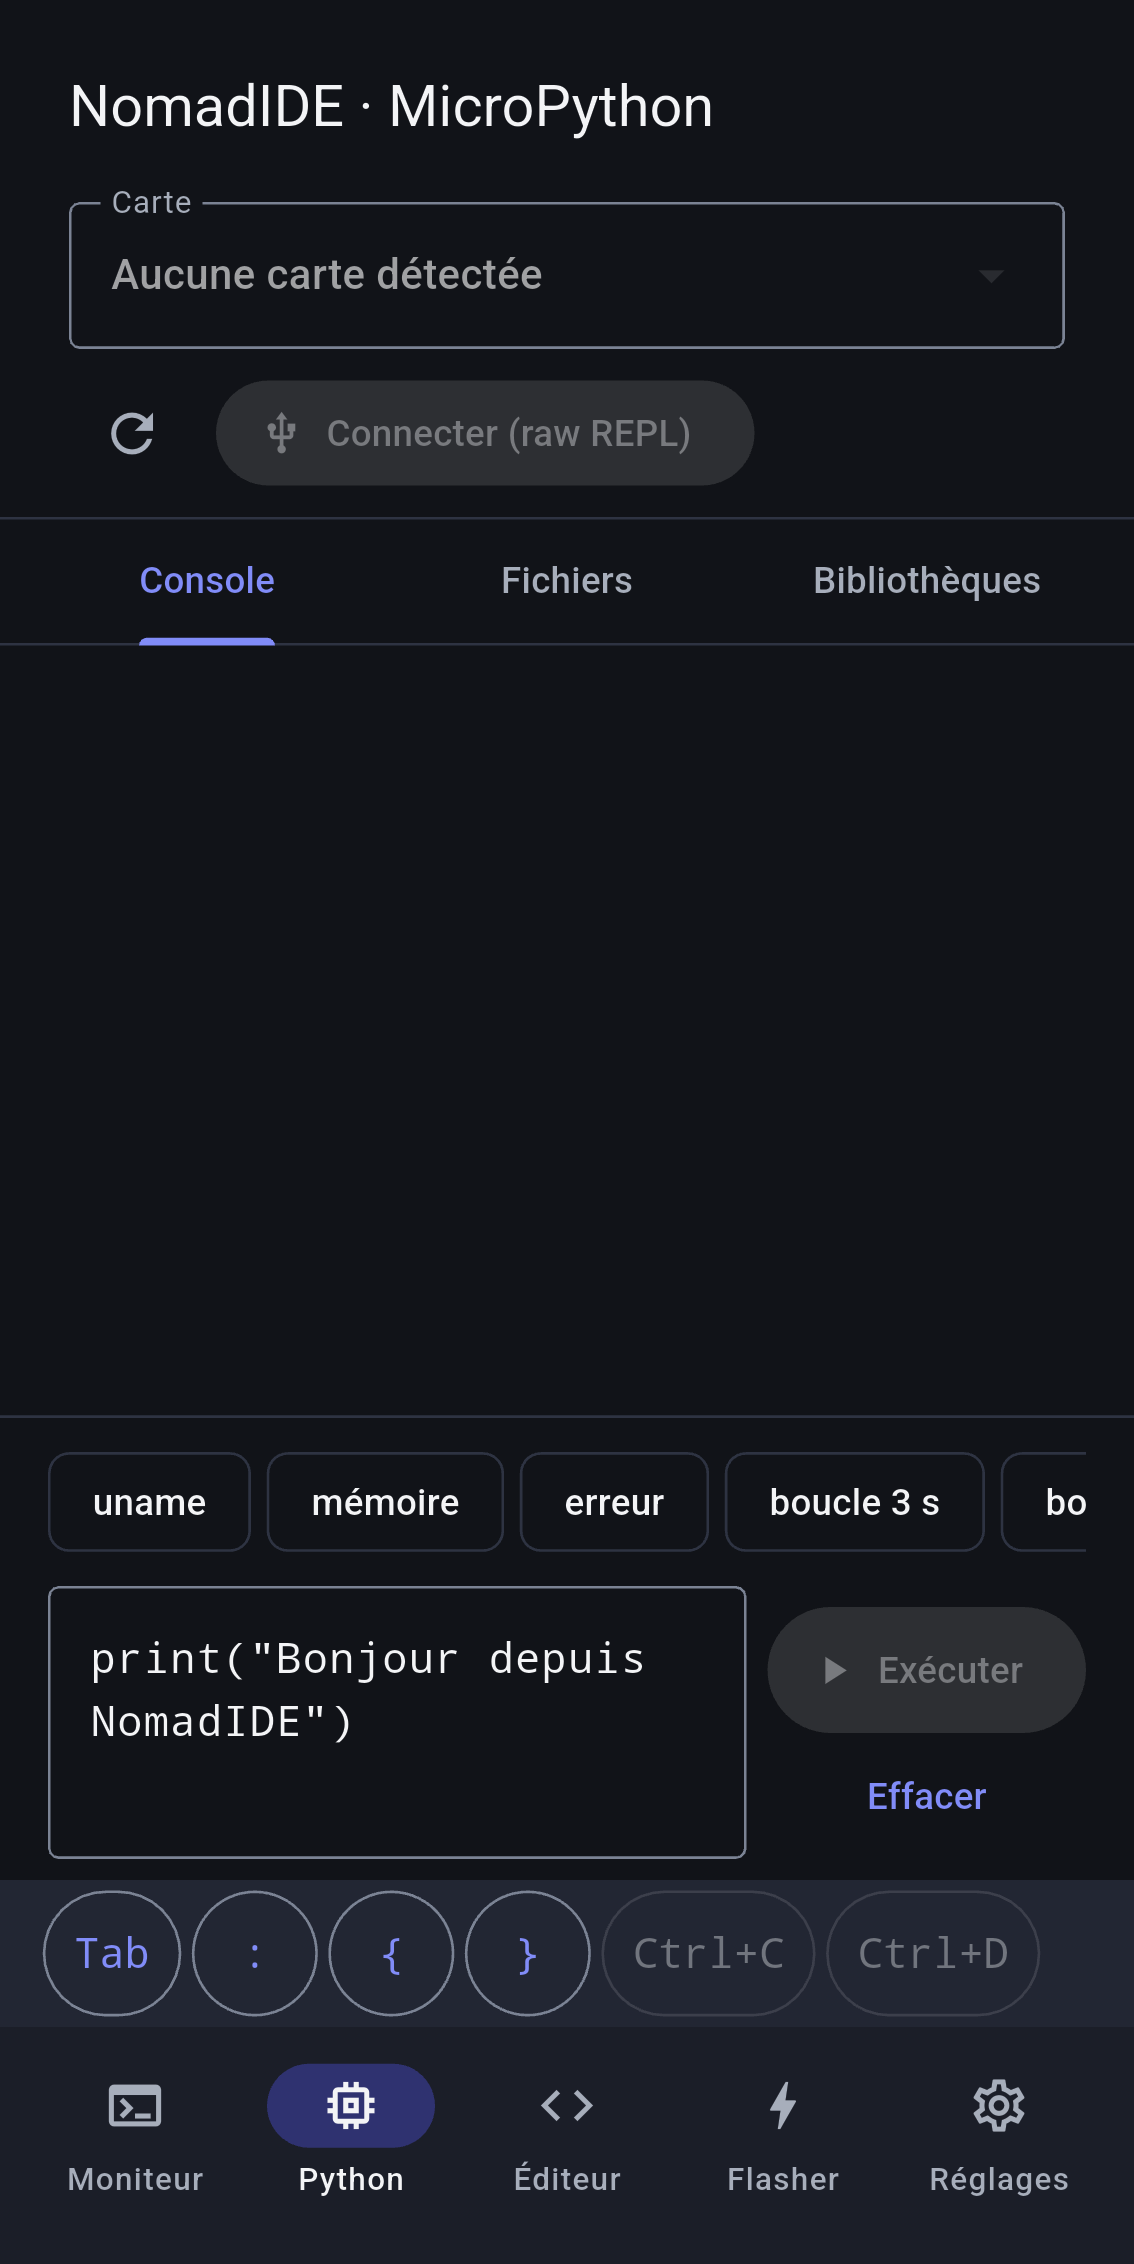 NomadIDE · MicroPython
Carte
Aucune carte détectée
Connecter (raw REPL)
Console Fichiers Bibliothèques
uname mémoire erreur boucle 3 s bo
print("Bonjour depuis
NomadIDE")
Exécuter
Effacer
Tab : { } Ctrl+C Ctrl+D
Moniteur Python Éditeur Flasher Réglages